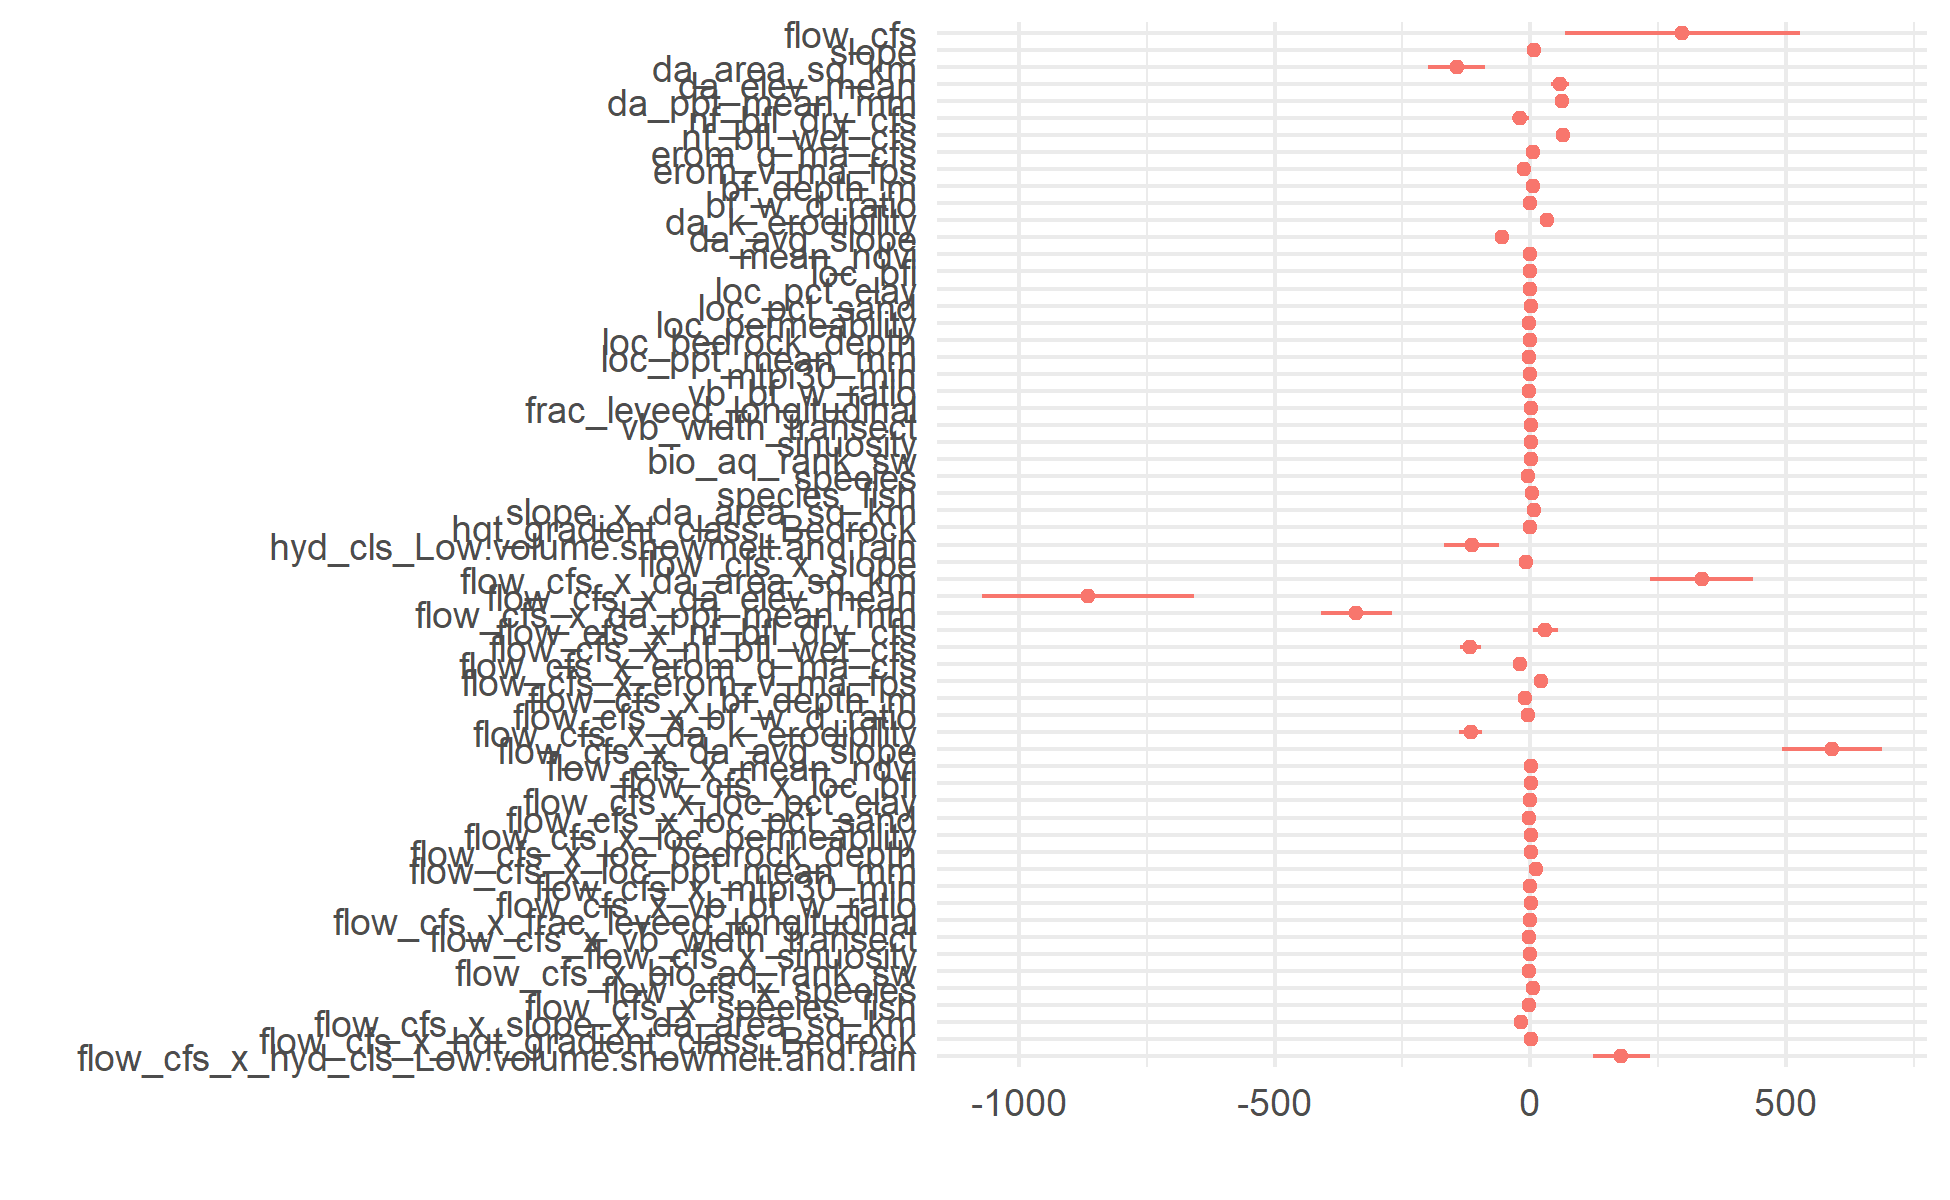 flow_cfs
slope
da_area_sq_km
da_elev_mean
da_ppt_mean_mm
nf_bfl_dry_cfs
nf_bfl_wet_cfs
erom_q_ma_cfs
erom_v_ma_fps
bf_depth_m
bf_w_d_ratio
da_k_erodibility
da_avg_slope
mean_ndvi
loc_bfi
loc_pct_clay
loc_pct_sand
loc_permeability
loc_bedrock_depth
loc_ppt_mean_mm
mtpi30_min
vb_bf_w_ratio
frac_leveed_longitudinal
vb_width_transect
sinuosity
bio_aq_rank_sw
species
species_fish
slope_x_da_area_sq_km
hqt_gradient_class_Bedrock
hyd_cls_Low.volume.snowmelt.and.rain
flow_cfs_x_slope
flow_cfs_x_da_area_sq_km
flow_cfs_x_da_elev_mean
flow_cfs_x_da_ppt_mean_mm
flow_cfs_x_nf_bfl_dry_cfs
flow_cfs_x_nf_bfl_wet_cfs
flow_cfs_x_erom_q_ma_cfs
flow_cfs_x_erom_v_ma_fps
flow_cfs_x_bf_depth_m
flow_cfs_x_bf_w_d_ratio
flow_cfs_x_da_k_erodibility
flow_cfs_x_da_avg_slope
flow_cfs_x_mean_ndvi
flow_cfs_x_loc_bfi
flow_cfs_x_loc_pct_clay
flow_cfs_x_loc_pct_sand
flow_cfs_x_loc_permeability
flow_cfs_x_loc_bedrock_depth
flow_cfs_x_loc_ppt_mean_mm
flow_cfs_x_mtpi30_min
flow_cfs_x_vb_bf_w_ratio
flow_cfs_x_frac_leveed_longitudinal
flow_cfs_x_vb_width_transect
flow_cfs_x_sinuosity
flow_cfs_x_bio_aq_rank_sw
flow_cfs_x_species
flow_cfs_x_species_fish
flow_cfs_x_slope_x_da_area_sq_km
flow_cfs_x_hqt_gradient_class_Bedrock
flow_cfs_x_hyd_cls_Low.volume.snowmelt.and.rain
-1000 -500 0 500